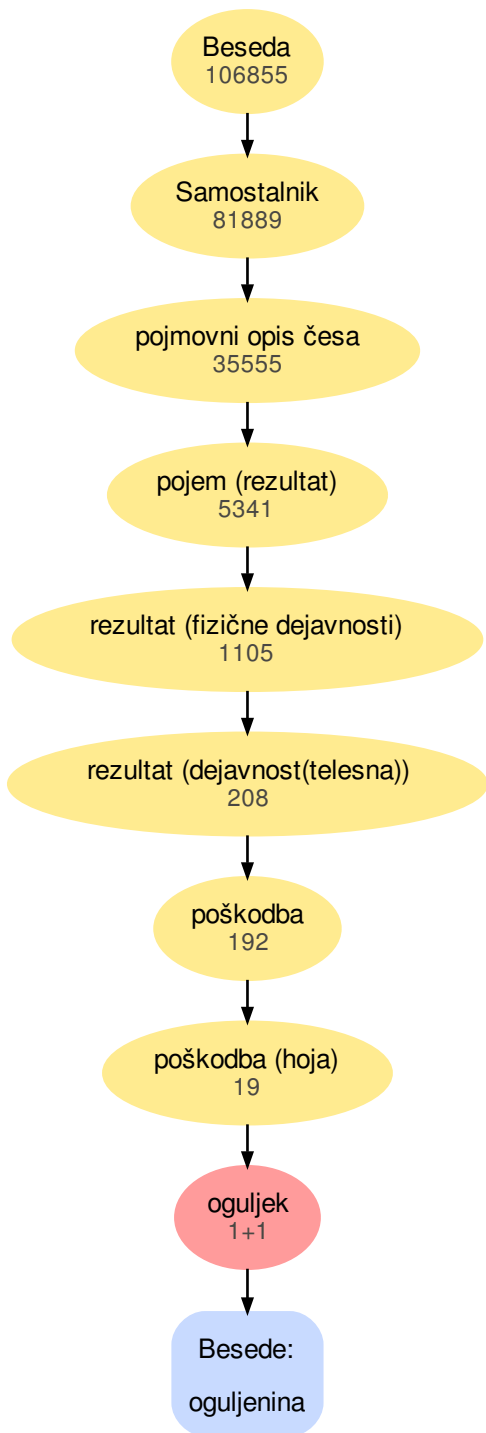 Beseda
106855
Samostalnik
81889
pojmovni opis česa
35555
pojem (rezultat)
5341
rezultat (fizične dejavnosti)
1105
rezultat (dejavnost(telesna))
208
poškodba
192
poškodba (hoja)
19
oguljek
1+1
Besede:
oguljenina